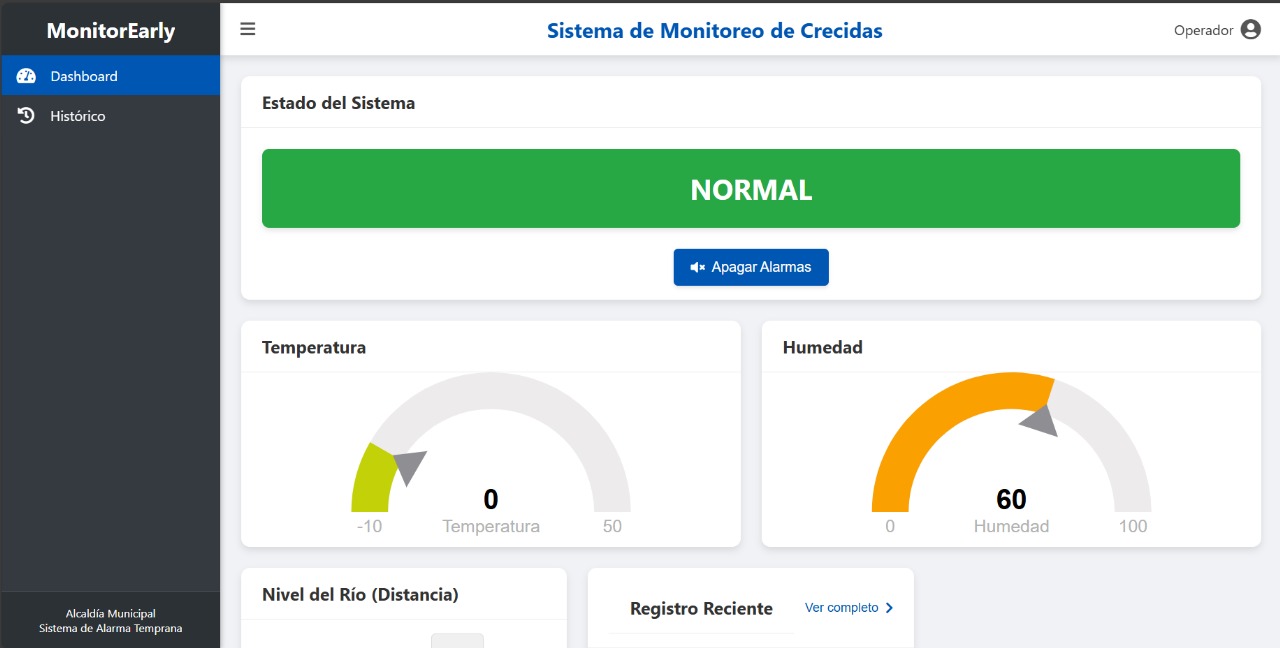 MonitorEarly
Dashboard
Histórico
Alcaldía Municipal
Sistema de Alarma Temprana
Sistema de Monitoreo de Crecidas
Operador
Estado del Sistema
NORMAL
Apagar Alarmas
Temperatura
0
-10 Temperatura 50
Humedad
60
0 Humedad 100
Nivel del Río (Distancia)
Registro Reciente
Ver completo